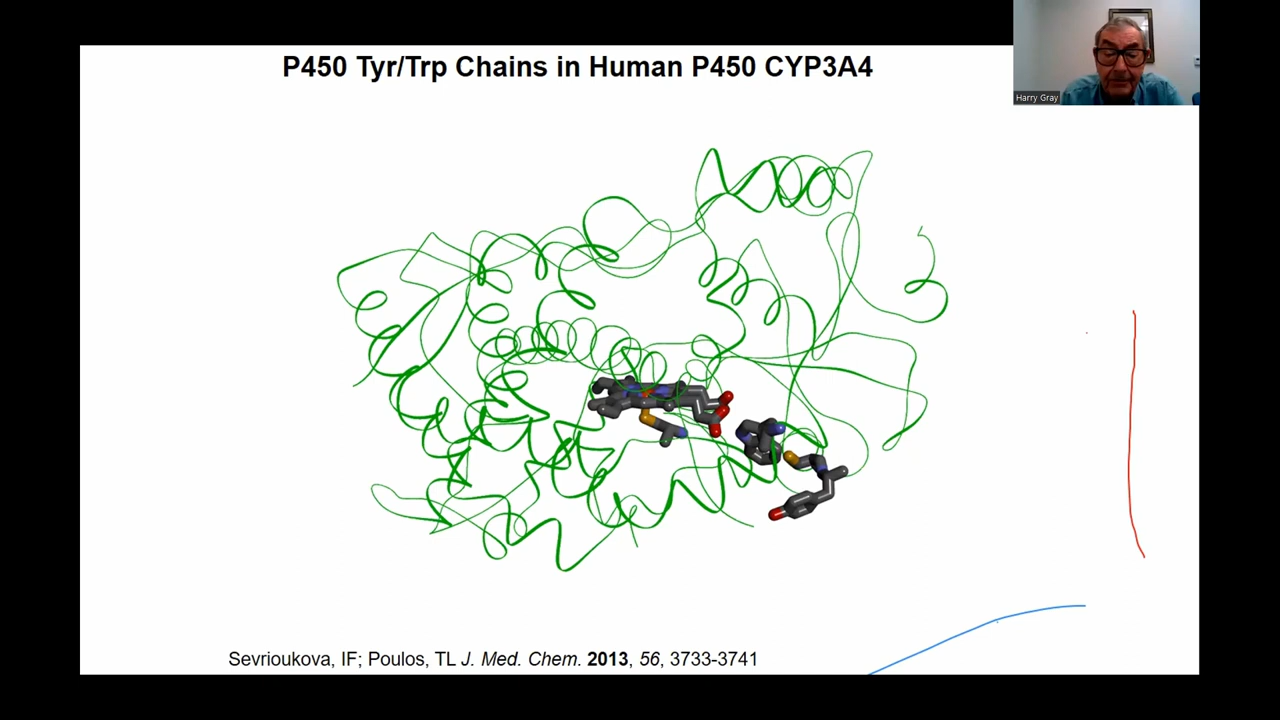 P450 Tyr/Trp Chains in Human P450 CYP3A4
Harry Gray
Sevrioukova, IF; Poulos, TL J. Med. Chem. 2013, 56, 3733-3741